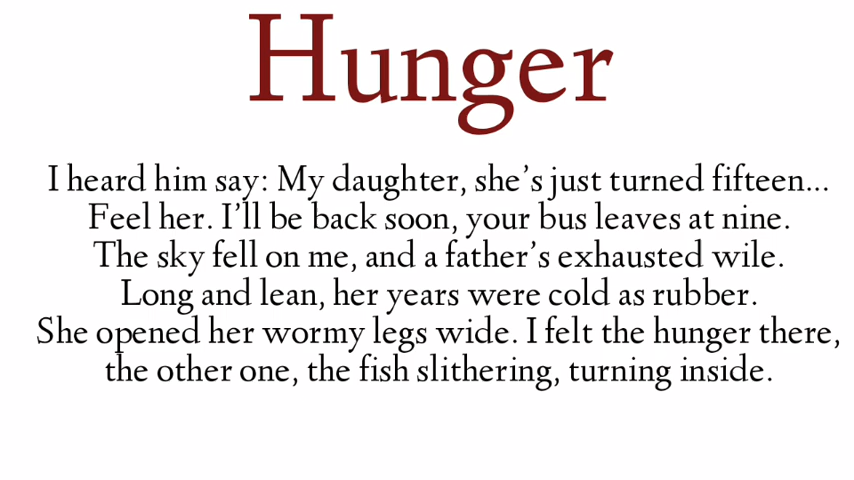 Hunger
I heard him say: My daughter, she's just turned fifteen...
Feel her. I'll be back soon, your bus leaves at nine.
The sky fell on me, and a father's exhausted wile.
Long and lean, her years were cold as rubber.
She opened her wormy legs wide. I felt the hunger there,
the other one, the fish slithering, turning inside.